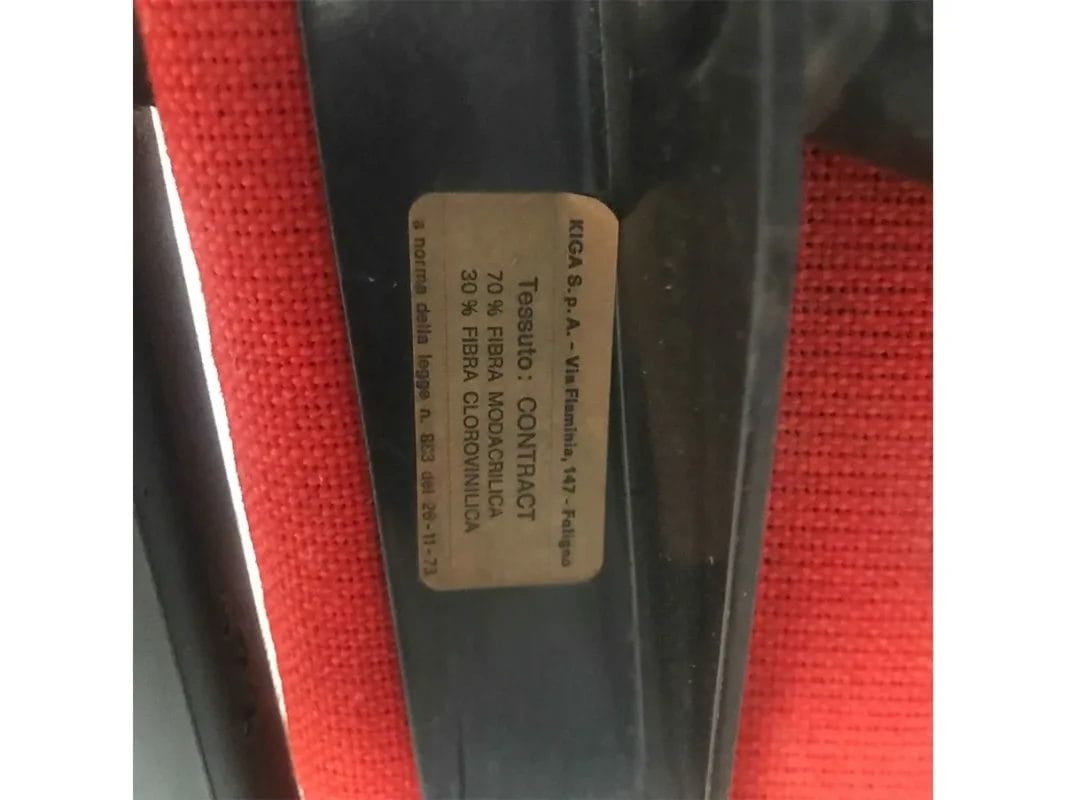 KIGA S.p.A. - Via Flaminia, 147 - Foligno
Tessuto: CONTRACT
70 % FIBRA MODACRILICA
30 % FIBRA CLOROVINILICA
a norma della legge n. 883 del 26-11-73